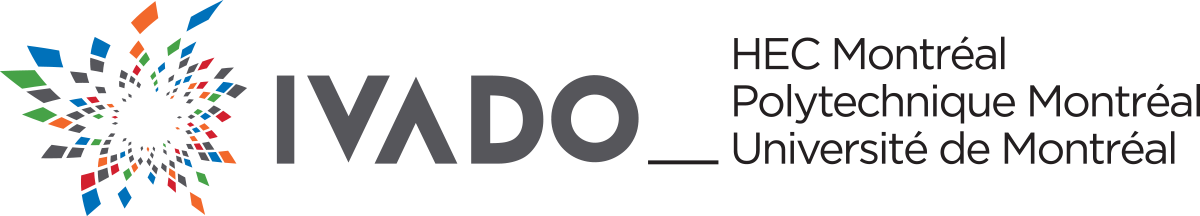 IVADO
HEC Montréal
Polytechnique Montréal
Université de Montréal